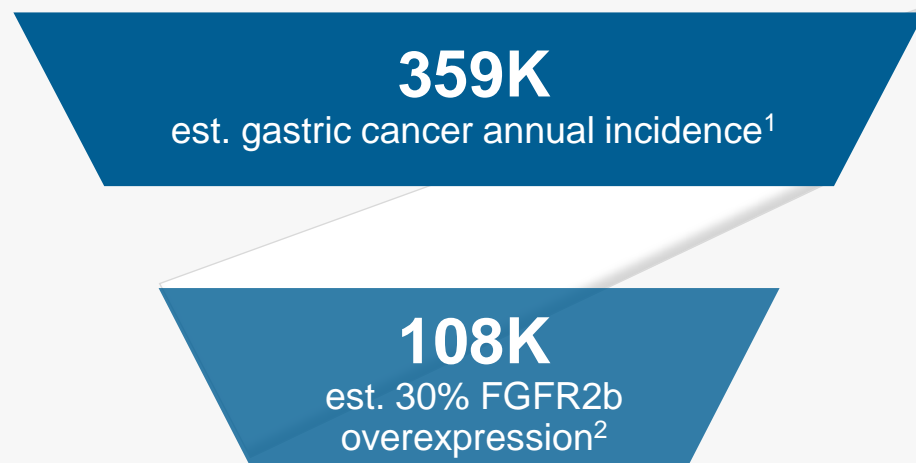 359K
est. gastric cancer annual incidence¹
108K
est. 30% FGFR2b
overexpression²